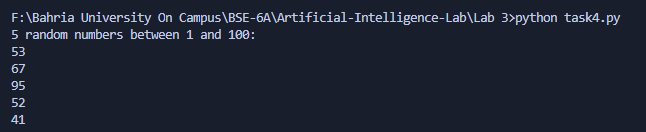 F:\Bahria University On Campus\BSE-6A\Artificial-Intelligence-Lab\Lab 3>python task4.py
5 random numbers between 1 and 100:
53
67
95
52
41